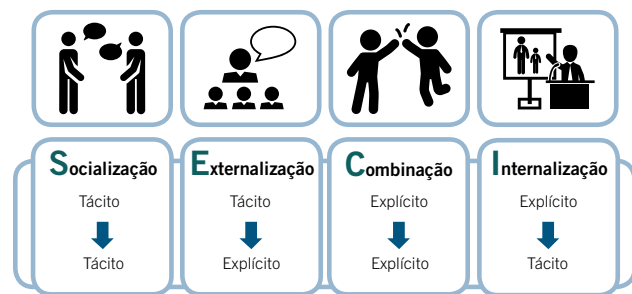 Socialização
Tácito
Tácito
Externalização
Tácito
Explícito
Combinação
Explícito
Explícito
Internalização
Explícito
Tácito